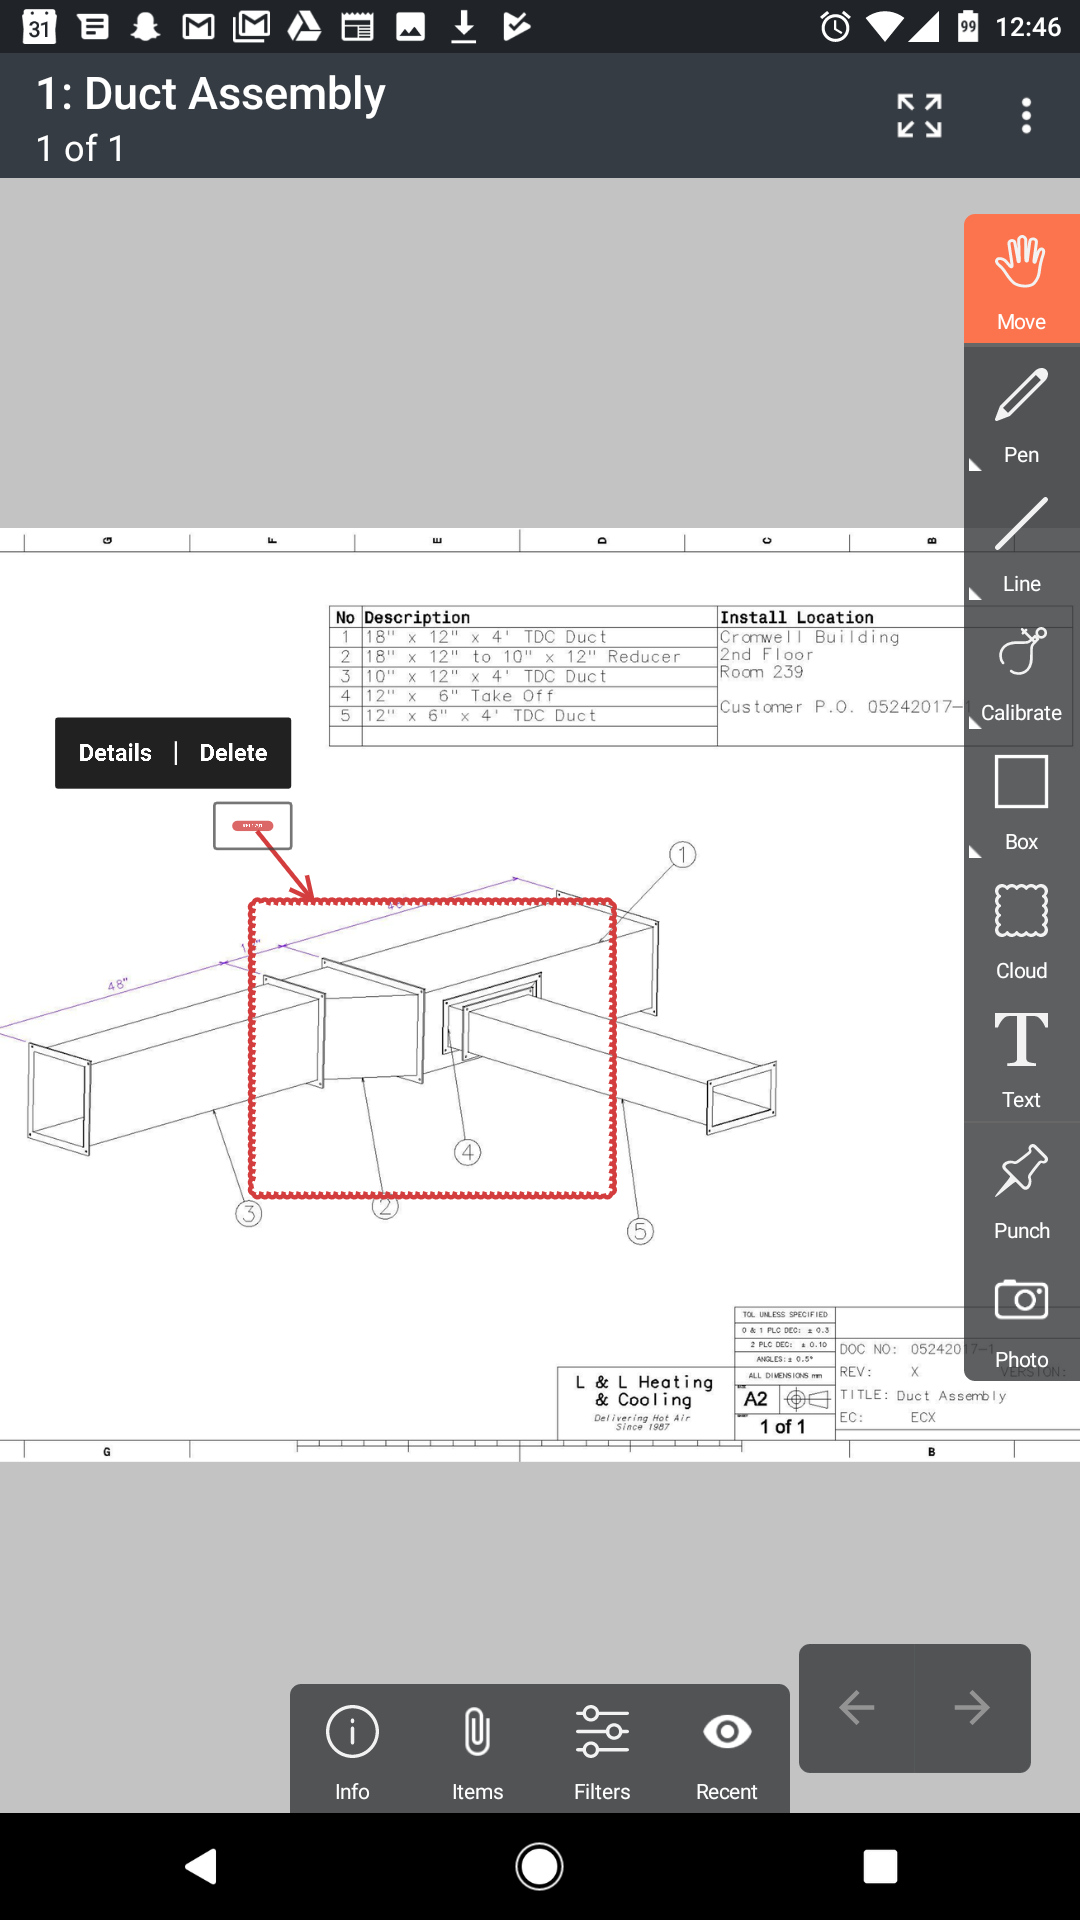 31
99
12:46
1: Duct Assembly
1 of 1
Move
Pen
Line
Calibrate
Box
Cloud
Text
Punch
Photo
G F E D C B
No Description Install Location
1 18" x 12" x 4' TDC Duct
2 18" x 12" to 10" x 12" Reducer
3 10" x 12" x 4' TDC Duct
4 12" x 6" Take Off
5 12" x 6" x 4' TDC Duct
Cromwell Building
2nd Floor
Room 239
Customer P.O. 05242017-1
Details | Delete
1
48"
4
3
2
5
TOL UNLESS SPECIFIED
0 & 1 PLC DEC: ± 0.3
2 PLC DEC: ± 0.10
ANGLES: ± 0.5°
ALL DIMENSIONS mm
A2
1 of 1
L & L Heating
& Cooling
Delivering Hot Air
Since 1987
DOC NO: 05242017-1
REV: X VERSION:
TITLE: Duct Assembly
EC: ECX
G B
Info
Items
Filters
Recent